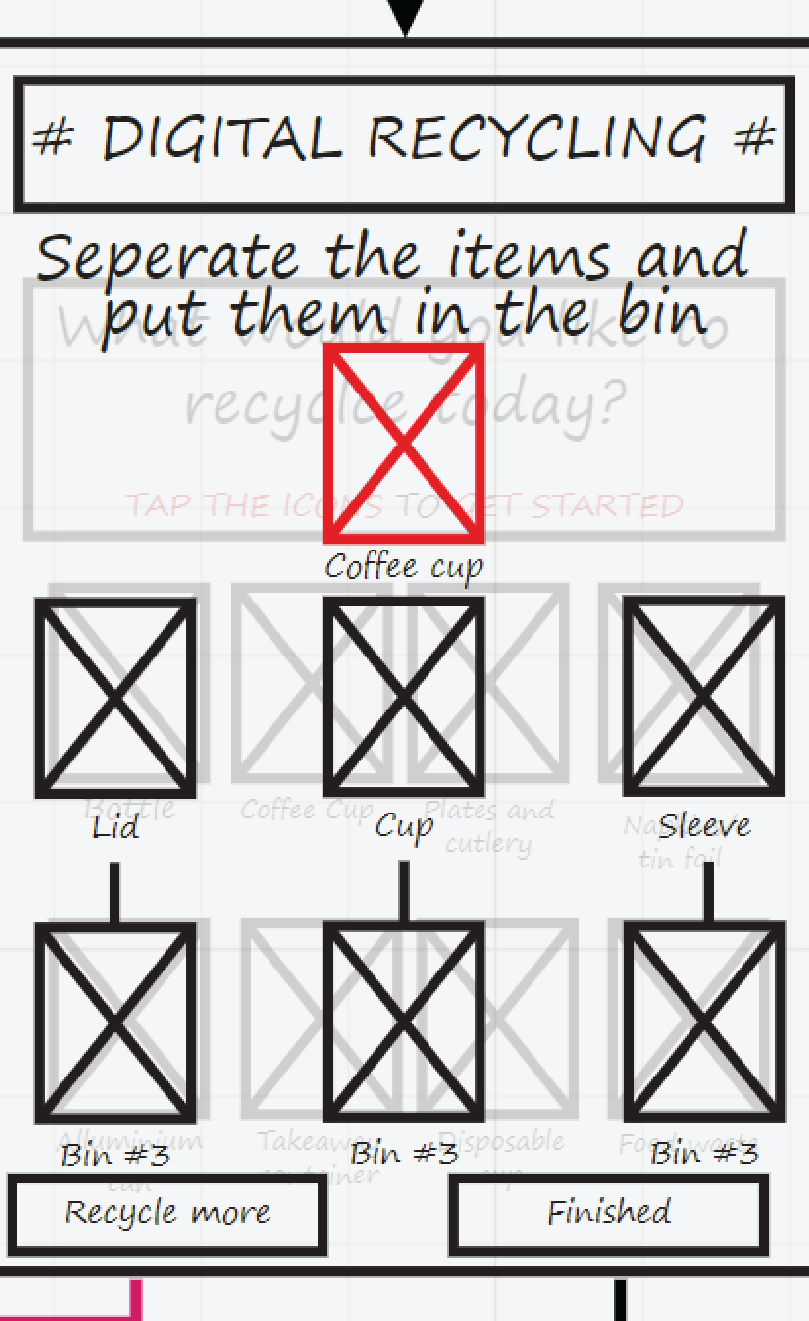 # DIGITAL RECYCLING #
Seperate the items and
put them in the bin
What would you like to
recyclce today?
TAP THE ICONS TO GET STARTED
Coffee cup
Bottle
Coffee Cup
Plates and
cutlery
tin foil
Lid
Cup
Sleeve
Alluminium
can
Takeaway
container
Disposable
cup
Food waste
Bin #3
Bin #3
Bin #3
Recycle more
Finished